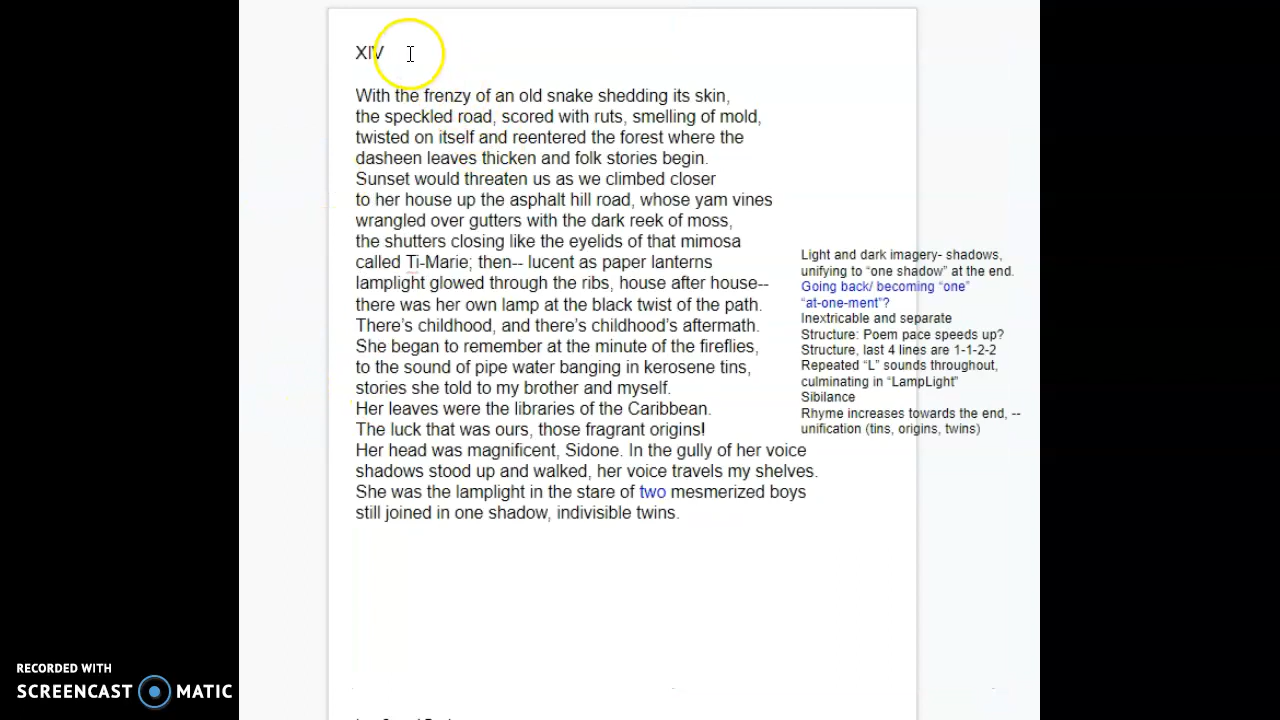 XIV
With the frenzy of an old snake shedding its skin,
the speckled road, scored with ruts, smelling of mold,
twisted on itself and reentered the forest where the
dasheen leaves thicken and folk stories begin.
Sunset would threaten us as we climbed closer
to her house up the asphalt hill road, whose yam vines
wrangled over gutters with the dark reek of moss,
the shutters closing like the eyelids of that mimosa
called Ti-Marie; then-- lucent as paper lanterns
lamplight glowed through the ribs, house after house--
there was her own lamp at the black twist of the path.
There's childhood, and there's childhood's aftermath.
She began to remember at the minute of the fireflies,
to the sound of pipe water banging in kerosene tins,
stories she told to my brother and myself.
Her leaves were the libraries of the Caribbean.
The luck that was ours, those fragrant origins!
Her head was magnificent, Sidone. In the gully of her voice
shadows stood up and walked, her voice travels my shelves.
She was the lamplight in the stare of two mesmerized boys
still joined in one shadow, indivisible twins.
Light and dark imagery- shadows,
unifying to “one shadow” at the end.
Going back/ becoming “one”
“at-one-ment”?
Inextricable and separate
Structure: Poem pace speeds up?
Structure, last 4 lines are 1-1-2-2
Repeated “L” sounds throughout,
culminating in “LampLight”
Sibilance
Rhyme increases towards the end, --
unification (tins, origins, twins)
RECORDED WITH
SCREENCAST MATIC